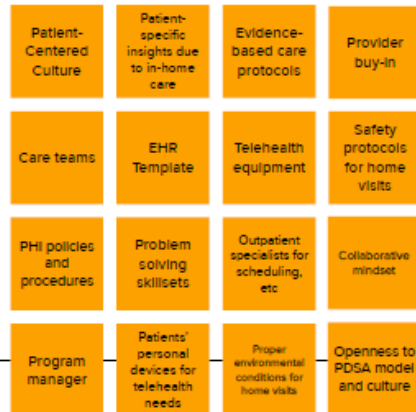 Patient-
Centered
Culture
Patient-
specific
insights due
to in-home
care
Evidence-
based care
protocols
Provider
buy-in
Care teams
EHR
Template
Telehealth
equipment
Safety
protocols
for home
visits
PHI policies
and
procedures
Problem
solving
skillsets
Outpatient
specialists for
scheduling,
etc
Collaborative
mindset
Program
manager
Patients'
personal
devices for
telehealth
needs
Proper
environmental
conditions for
home visits
Openness to
PDSA model
and culture